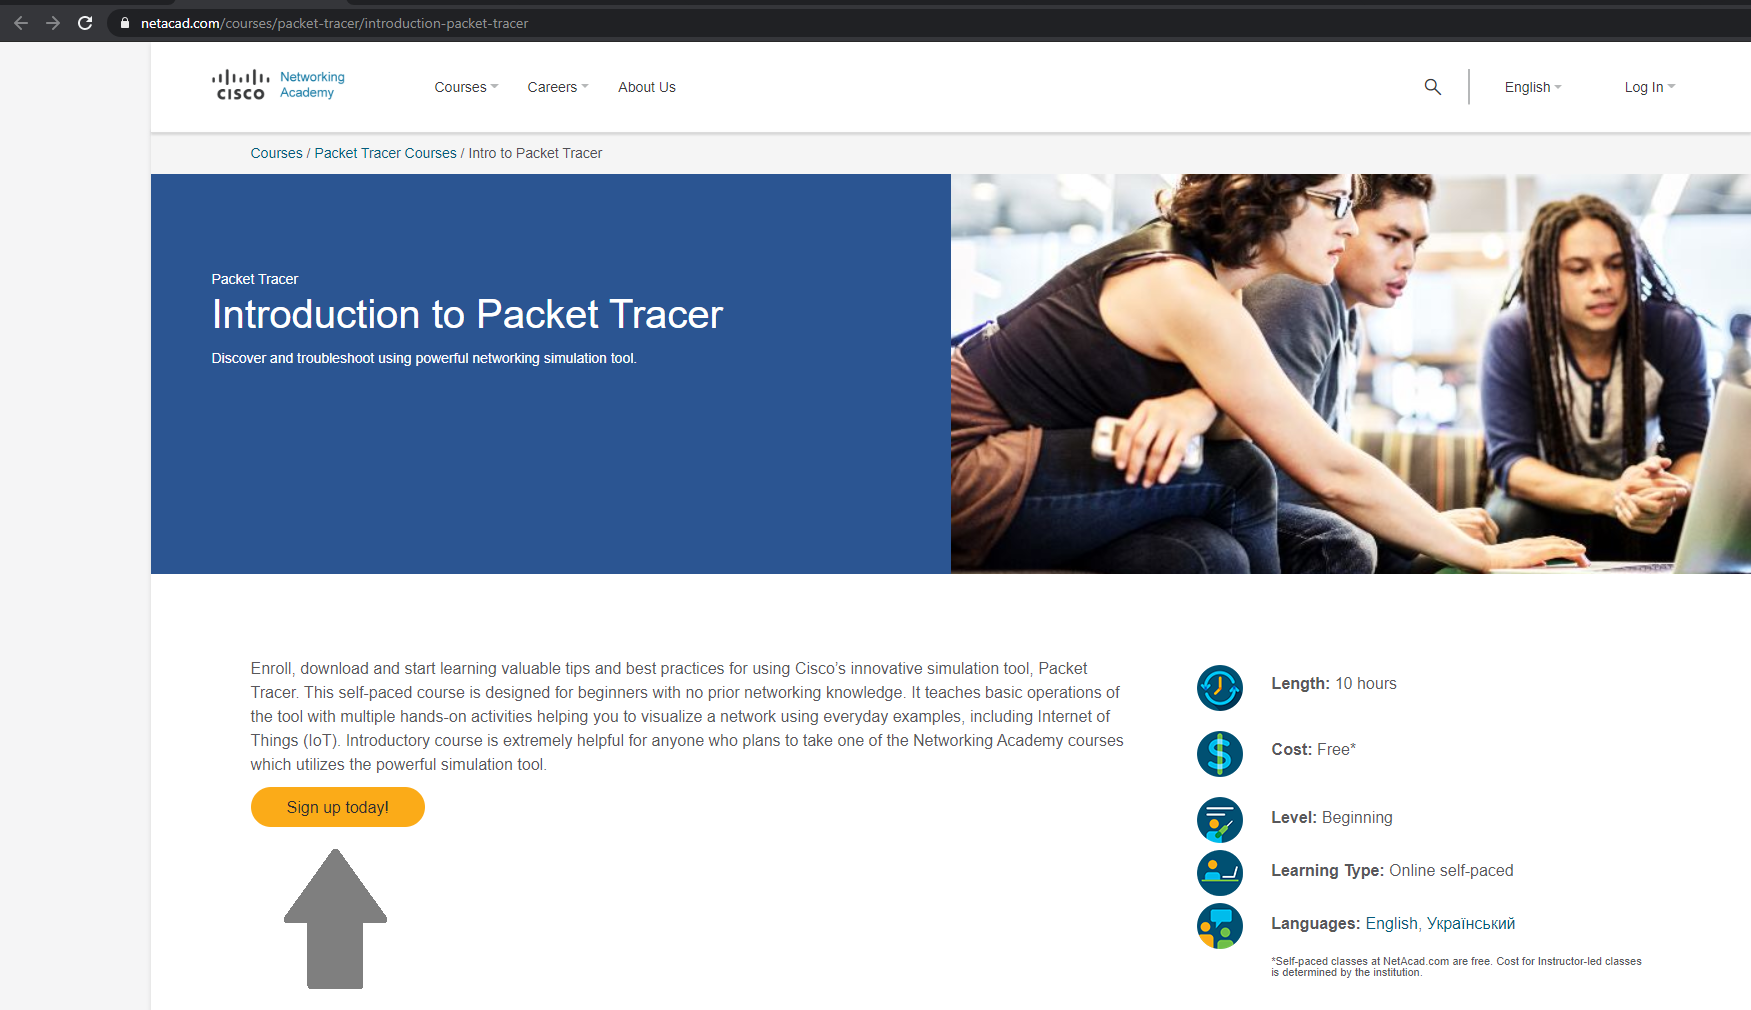 netacad.com/courses/packet-tracer/introduction-packet-tracer
cisco
Networking
Academy
Courses
Careers
About Us
English
Log In
Courses / Packet Tracer Courses / Intro to Packet Tracer
Packet Tracer
Introduction to Packet Tracer
Discover and troubleshoot using powerful networking simulation tool.
Enroll, download and start learning valuable tips and best practices for using Cisco’s innovative simulation tool, Packet
Tracer. This self-paced course is designed for beginners with no prior networking knowledge. It teaches basic operations of
the tool with multiple hands-on activities helping you to visualize a network using everyday examples, including Internet of
Things (IoT). Introductory course is extremely helpful for anyone who plans to take one of the Networking Academy courses
which utilizes the powerful simulation tool.
Sign up today!
Length: 10 hours
Cost: Free*
Level: Beginning
Learning Type: Online self-paced
Languages: English, Український
*Self-paced classes at NetAcad.com are free. Cost for Instructor-led classes
is determined by the institution.